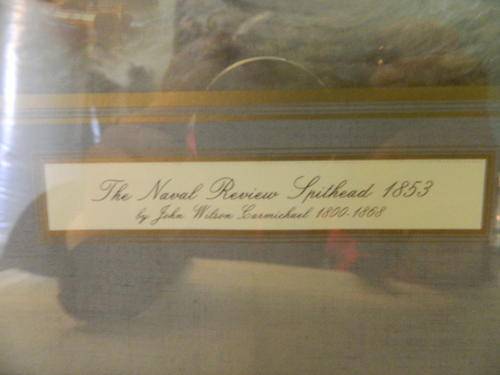 The Naval Review Spithead 1853
by John Wilson Carmichael 1800-1868